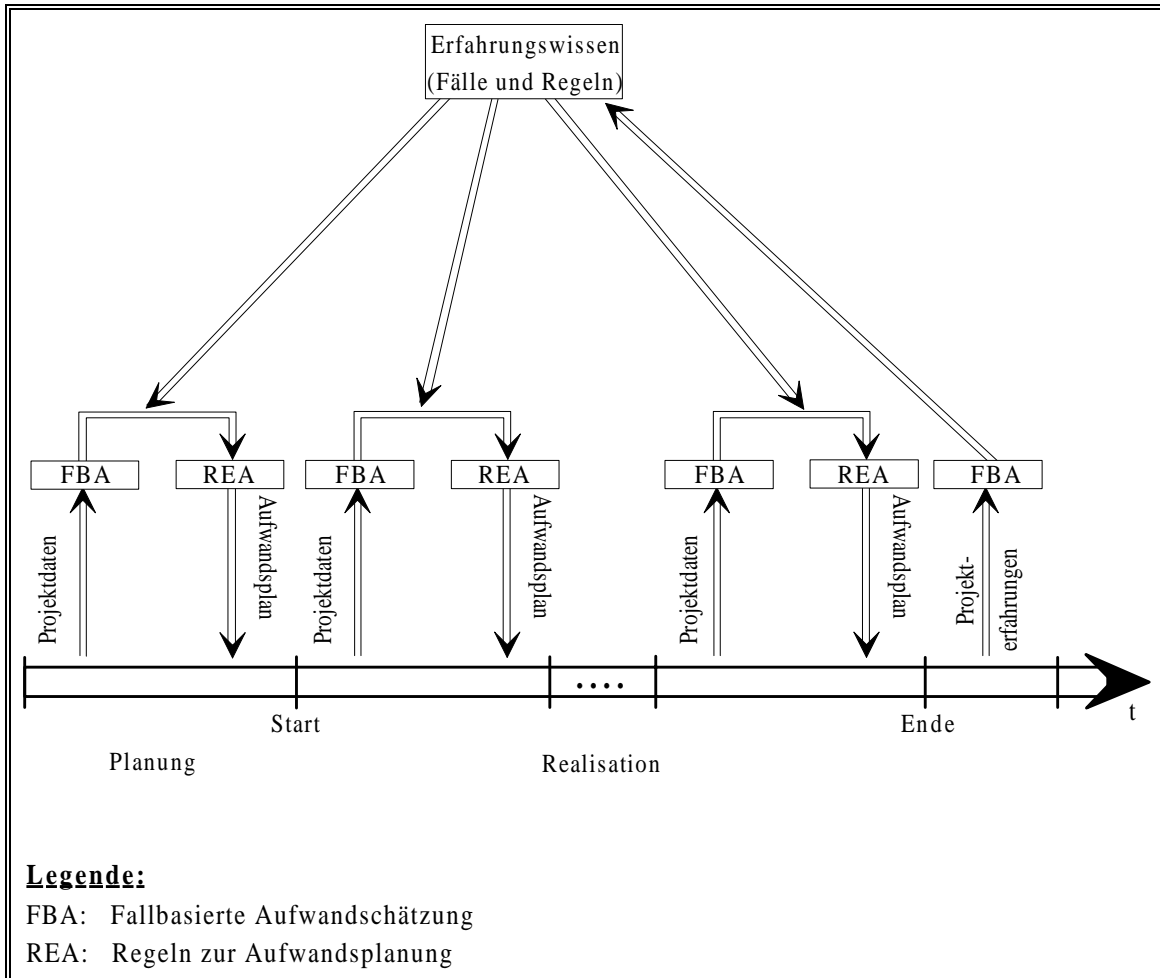 Erfahrungswissen
(Fälle und Regeln)
FBA
REA
FBA
REA
FBA
REA
FBA
Projektdaten
Aufwandsplan
Projektdaten
Aufwandsplan
Projektdaten
Aufwandsplan
Projekt-
erfahrungen
....
Start
Ende
t
Planung
Realisation
Legende:
FBA: Fallbasierte Aufwandschätzung
REA: Regeln zur Aufwandsplanung